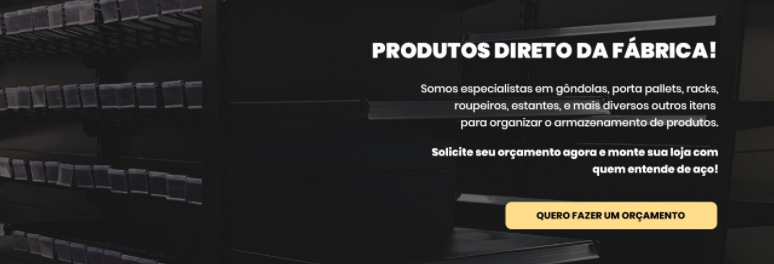 PRODUTOS DIRETO DA FÁBRICA!
Somos especialistas em gôndolas, porta pallets, racks,
roupeiros, estantes, e mais diversos outros itens
para organizar o armazenamento de produtos.
Solicite seu orçamento agora e monte sua loja com
quem entende de aço!
QUERO FAZER UM ORÇAMENTO